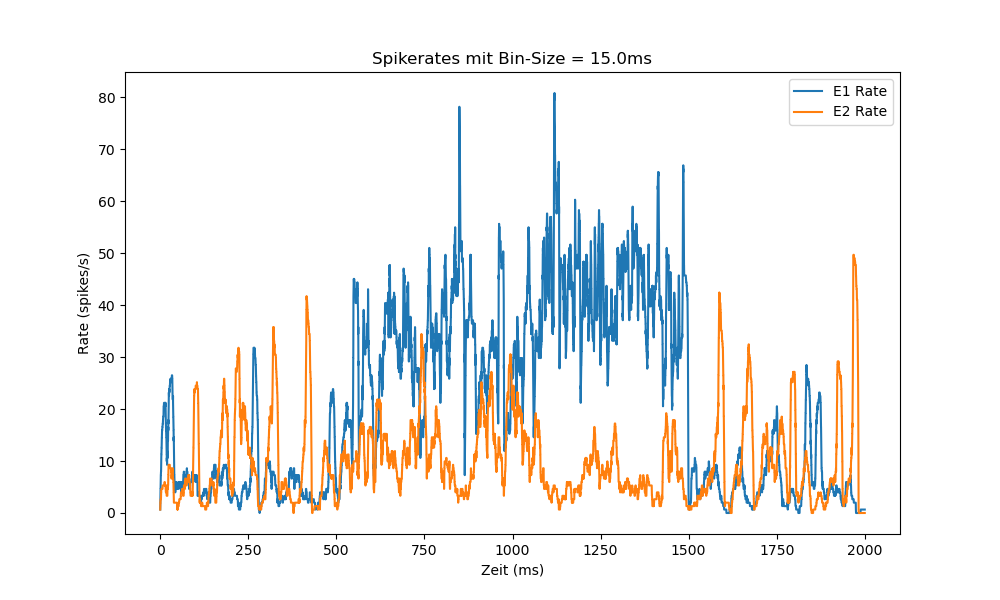 Spikerates mit Bin-Size = 15.0ms
E1 Rate
E2 Rate
80
70
60
50
40
30
20
10
0
Rate (spikes/s)
0 250 500 750 1000 1250 1500 1750 2000
Zeit (ms)